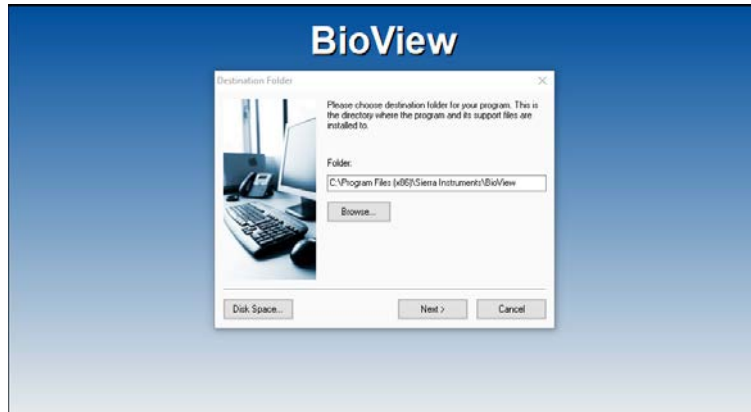 BioView
Destination Folder
Please choose destination folder for your program. This is
the directory where the program and its support files are
installed to.
Folder:
C:\Program Files (x86)\Sierra Instruments\BioView
Browse...
Disk Space...
Next >
Cancel